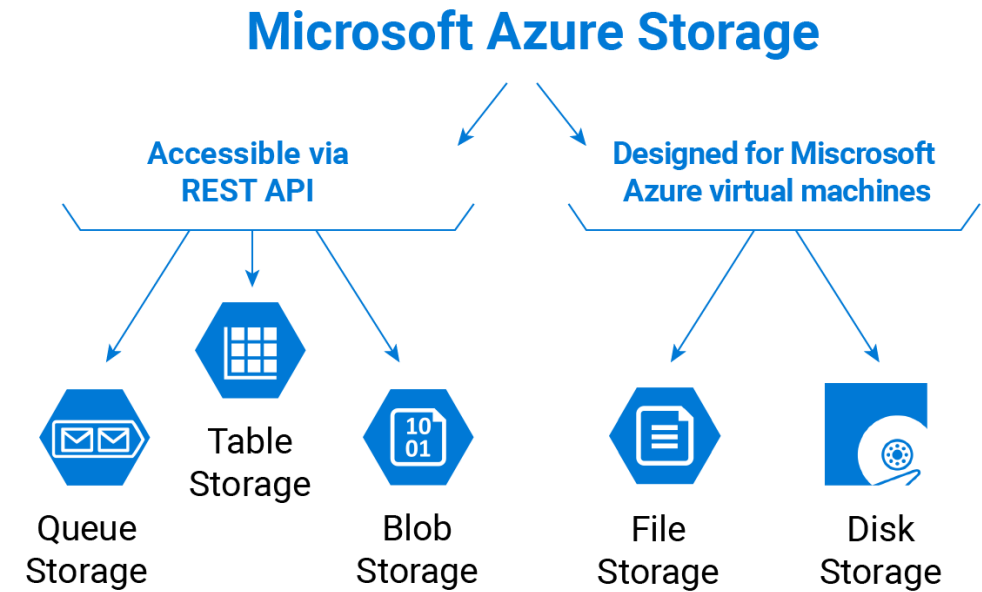 Microsoft Azure Storage
Accessible via
REST API
Designed for Miscrosoft
Azure virtual machines
Queue
Storage
Table
Storage
10
01
Blob
Storage
File
Storage
Disk
Storage